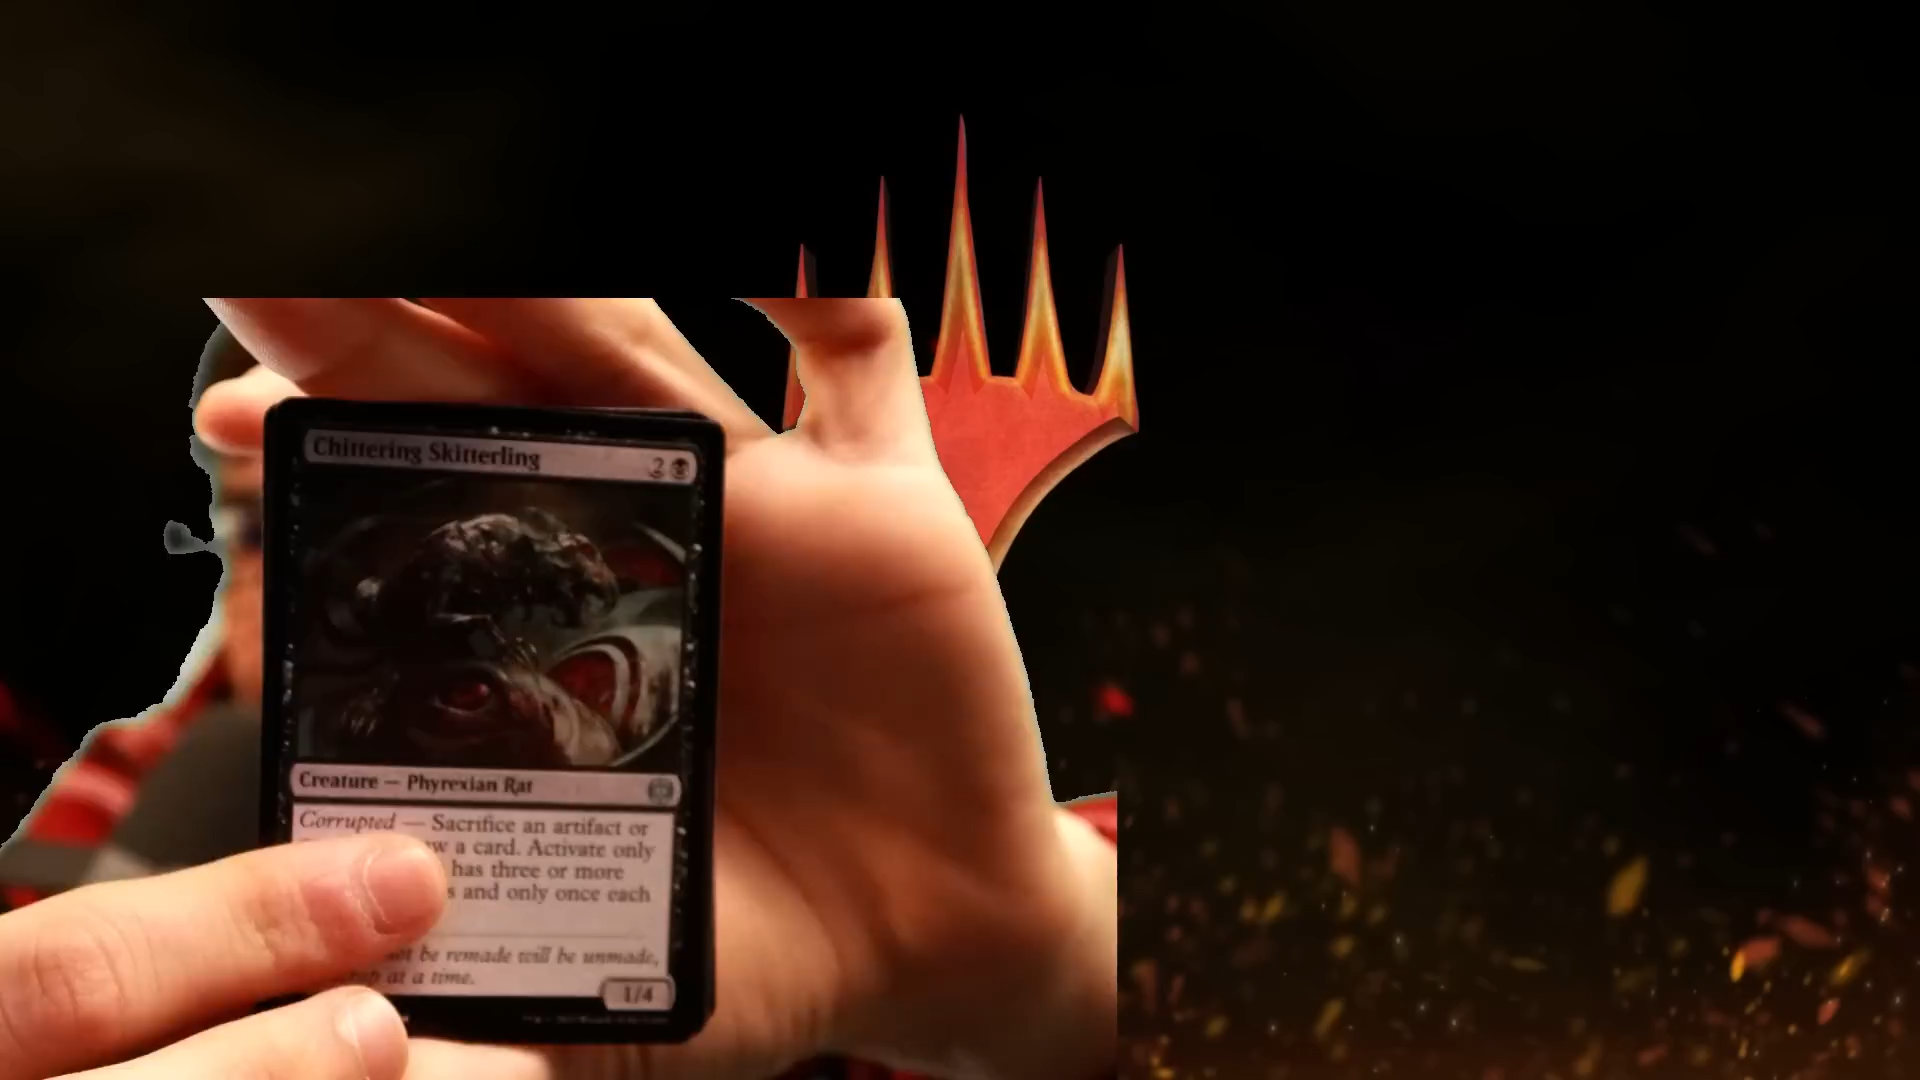 Chittering Skitterling
2
Creature — Phyrexian Rat
Corrupted — Sacrifice an artifact or
a card. Activate only
has three or more
and only once each
be remade will be unmade,
at a time.
1/4